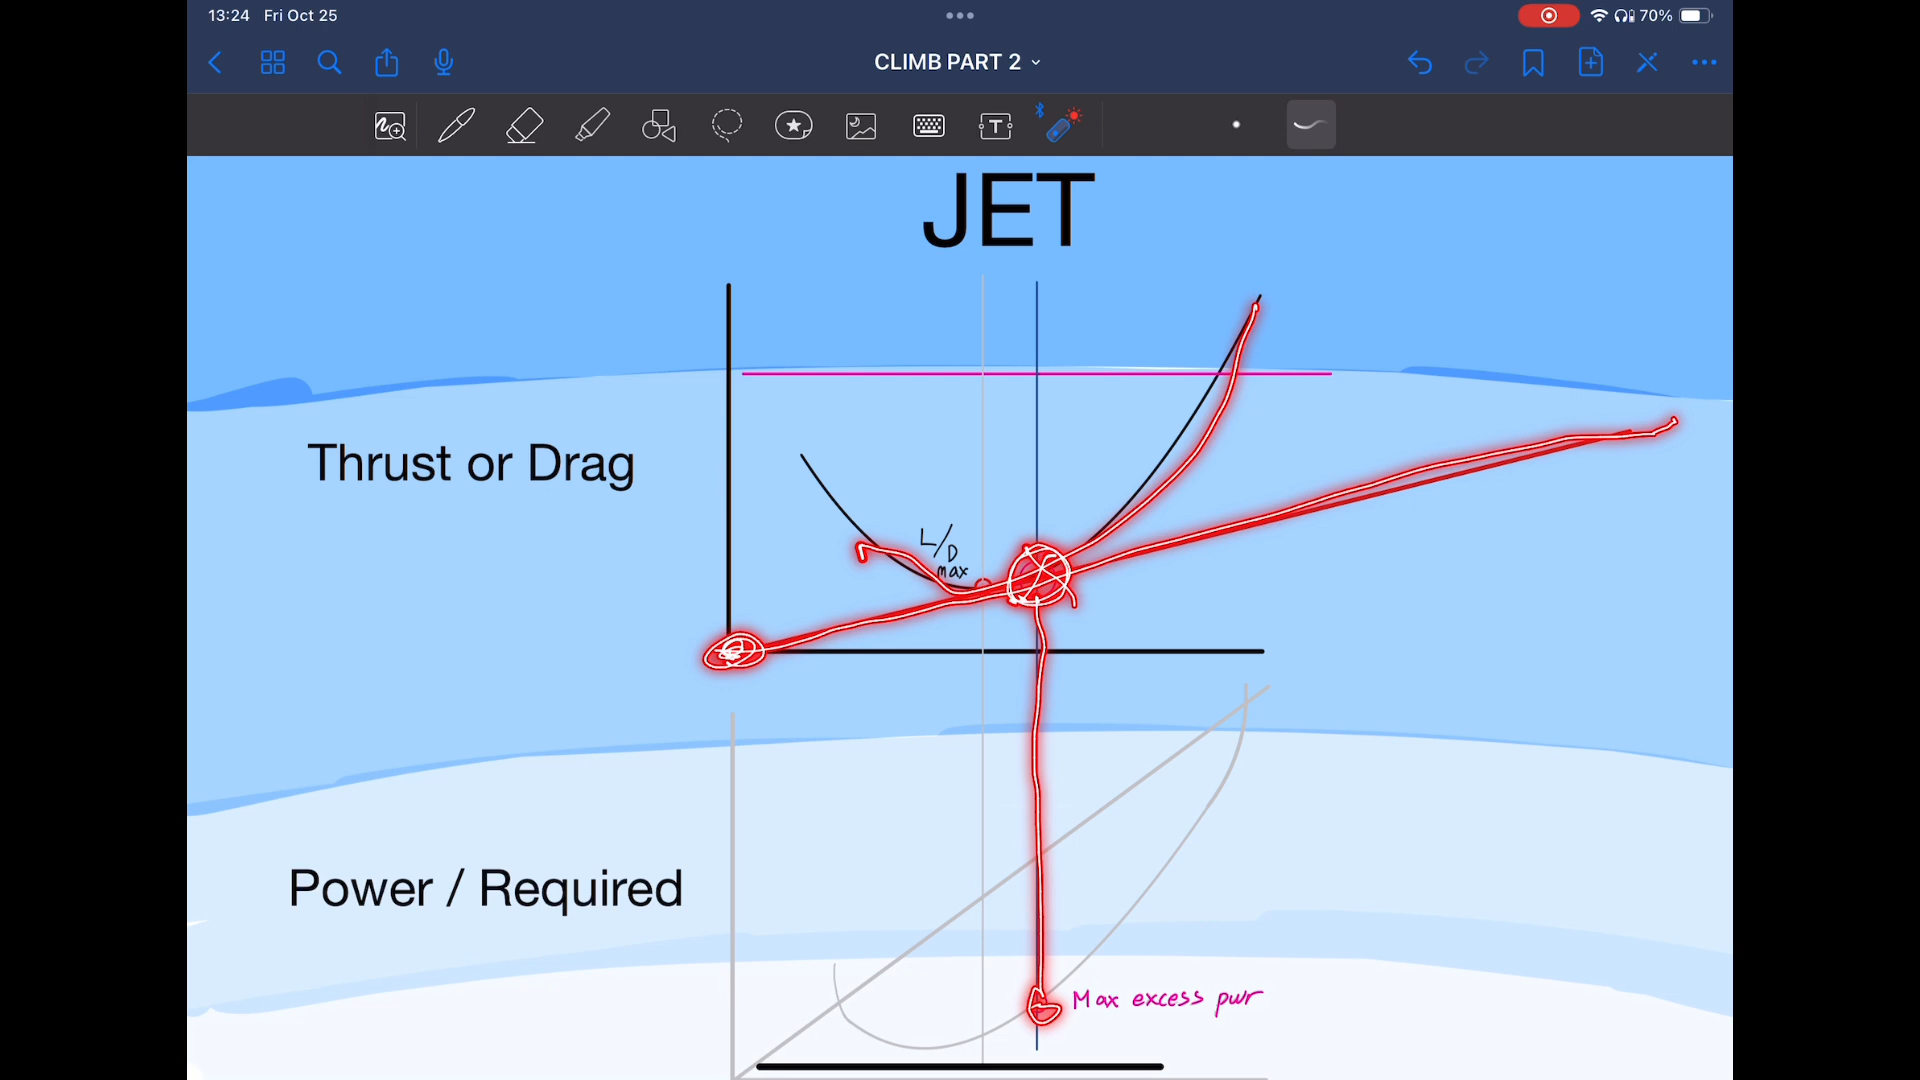 13:24 Fri Oct 25
70%
CLIMB PART 2
T
JET
Thrust or Drag
L/D
max
Power / Required
Max excess pwr